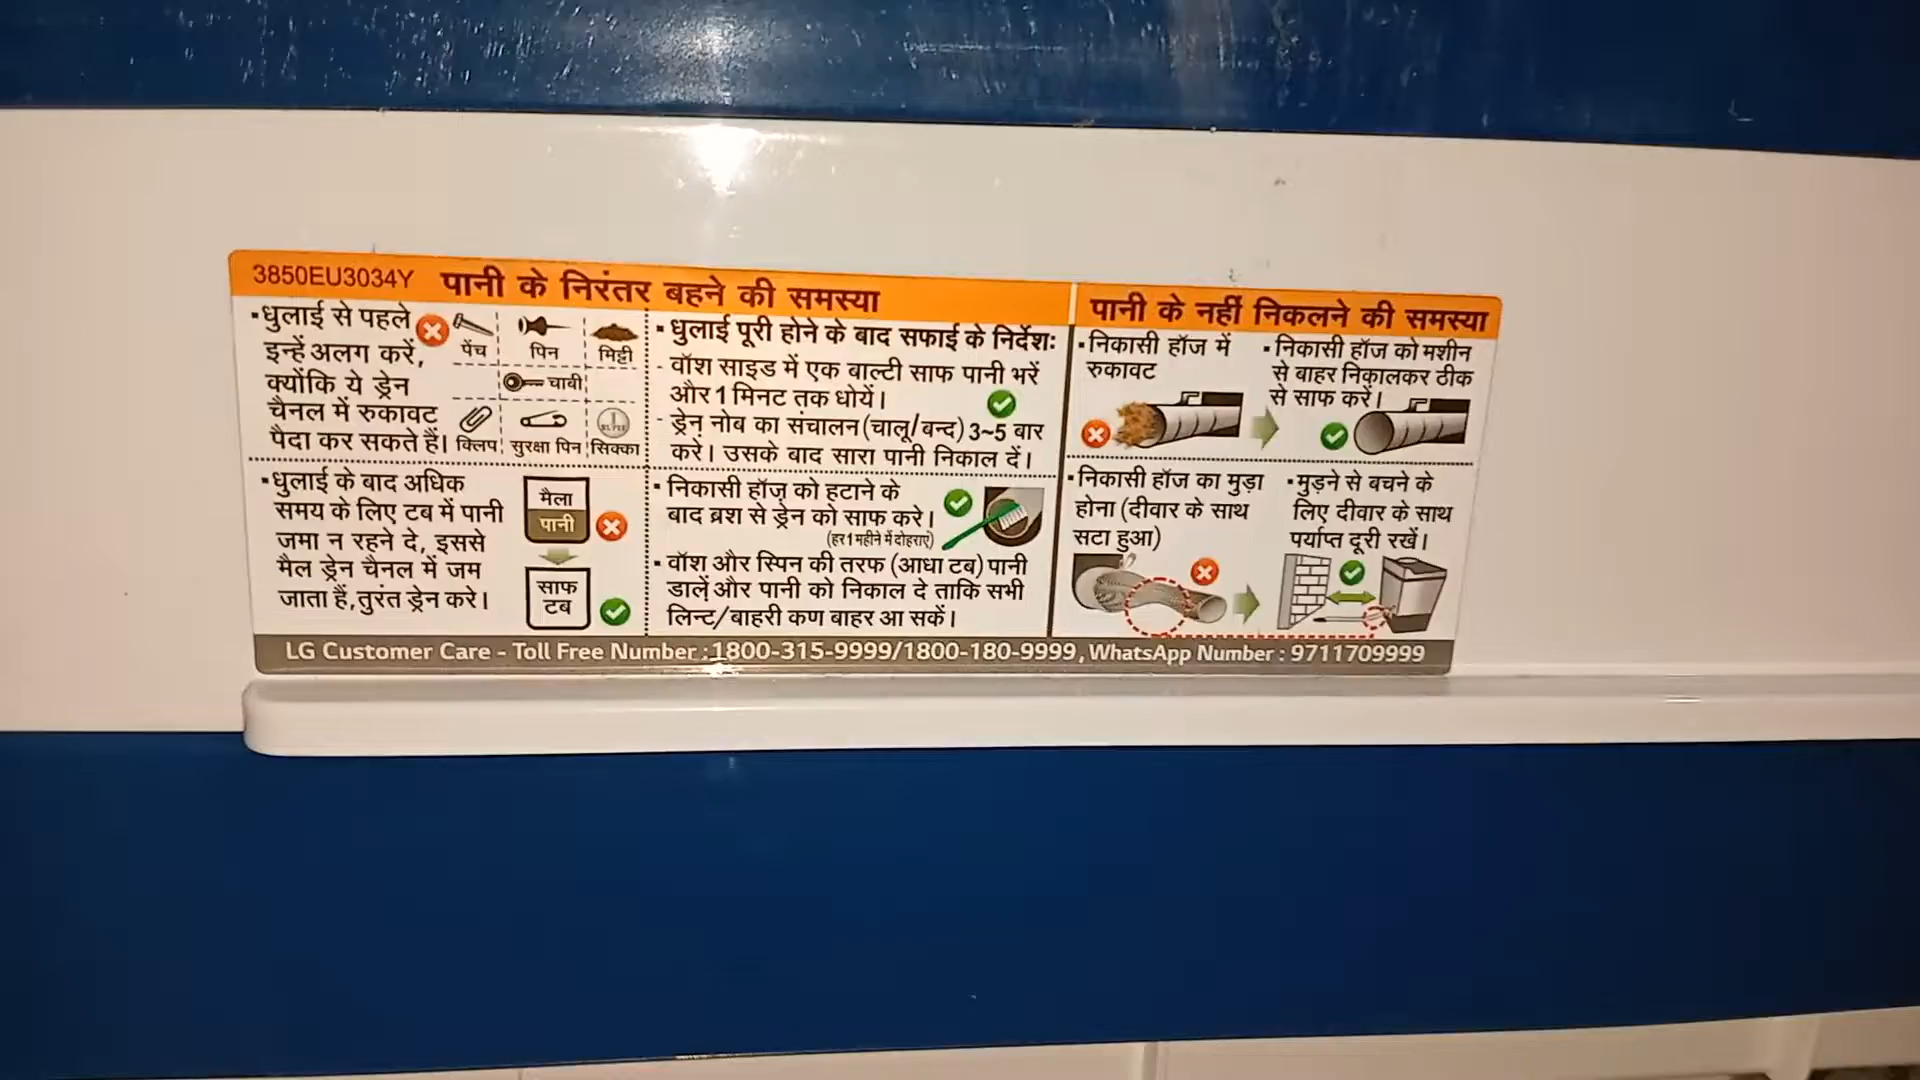 3850EU3034Y पानी के निरंतर बहने की समस्या
▪धुलाई से पहले
इन्हें अलग करें,
क्योंकि ये ड्रेन
चैनल में रुकावट
पैदा कर सकते हैं।
पेंच
पिन
मिट्टी
चाबी
क्लिप
सुरक्षा पिन
सिक्का
▪धुलाई के बाद अधिक
समय के लिए टब में पानी
जमा न रहने दे, इससे
मैल ड्रेन चैनल में जम
जाता हैं,तुरंत ड्रेन करे।
मैला
पानी
साफ
टब
▪ धुलाई पूरी होने के बाद सफाई के निर्देशः
- वॉश साइड में एक बाल्टी साफ पानी भरें
और 1 मिनट तक धोयें।
- ड्रेन नोब का संचालन (चालू/बन्द) 3~5 बार
करें। उसके बाद सारा पानी निकाल दें।
▪ निकासी हॉज़ को हटाने के
बाद ब्रश से ड्रेन को साफ करे।
(हर 1 महीने में दोहराएं)
▪ वॉश और स्पिन की तरफ (आधा टब) पानी
डालें और पानी को निकाल दे ताकि सभी
लिन्ट/बाहरी कण बाहर आ सकें।
पानी के नहीं निकलने की समस्या
▪निकासी हॉज में
रुकावट
▪निकासी हॉज को मशीन
से बाहर निकालकर ठीक
से साफ करें।
▪निकासी हॉज का मुड़ा
होना (दीवार के साथ
सटा हुआ)
▪मुड़ने से बचने के
लिए दीवार के साथ
पर्याप्त दूरी रखें।
LG Customer Care - Toll Free Number :1800-315-9999/1800-180-9999, WhatsApp Number : 9711709999